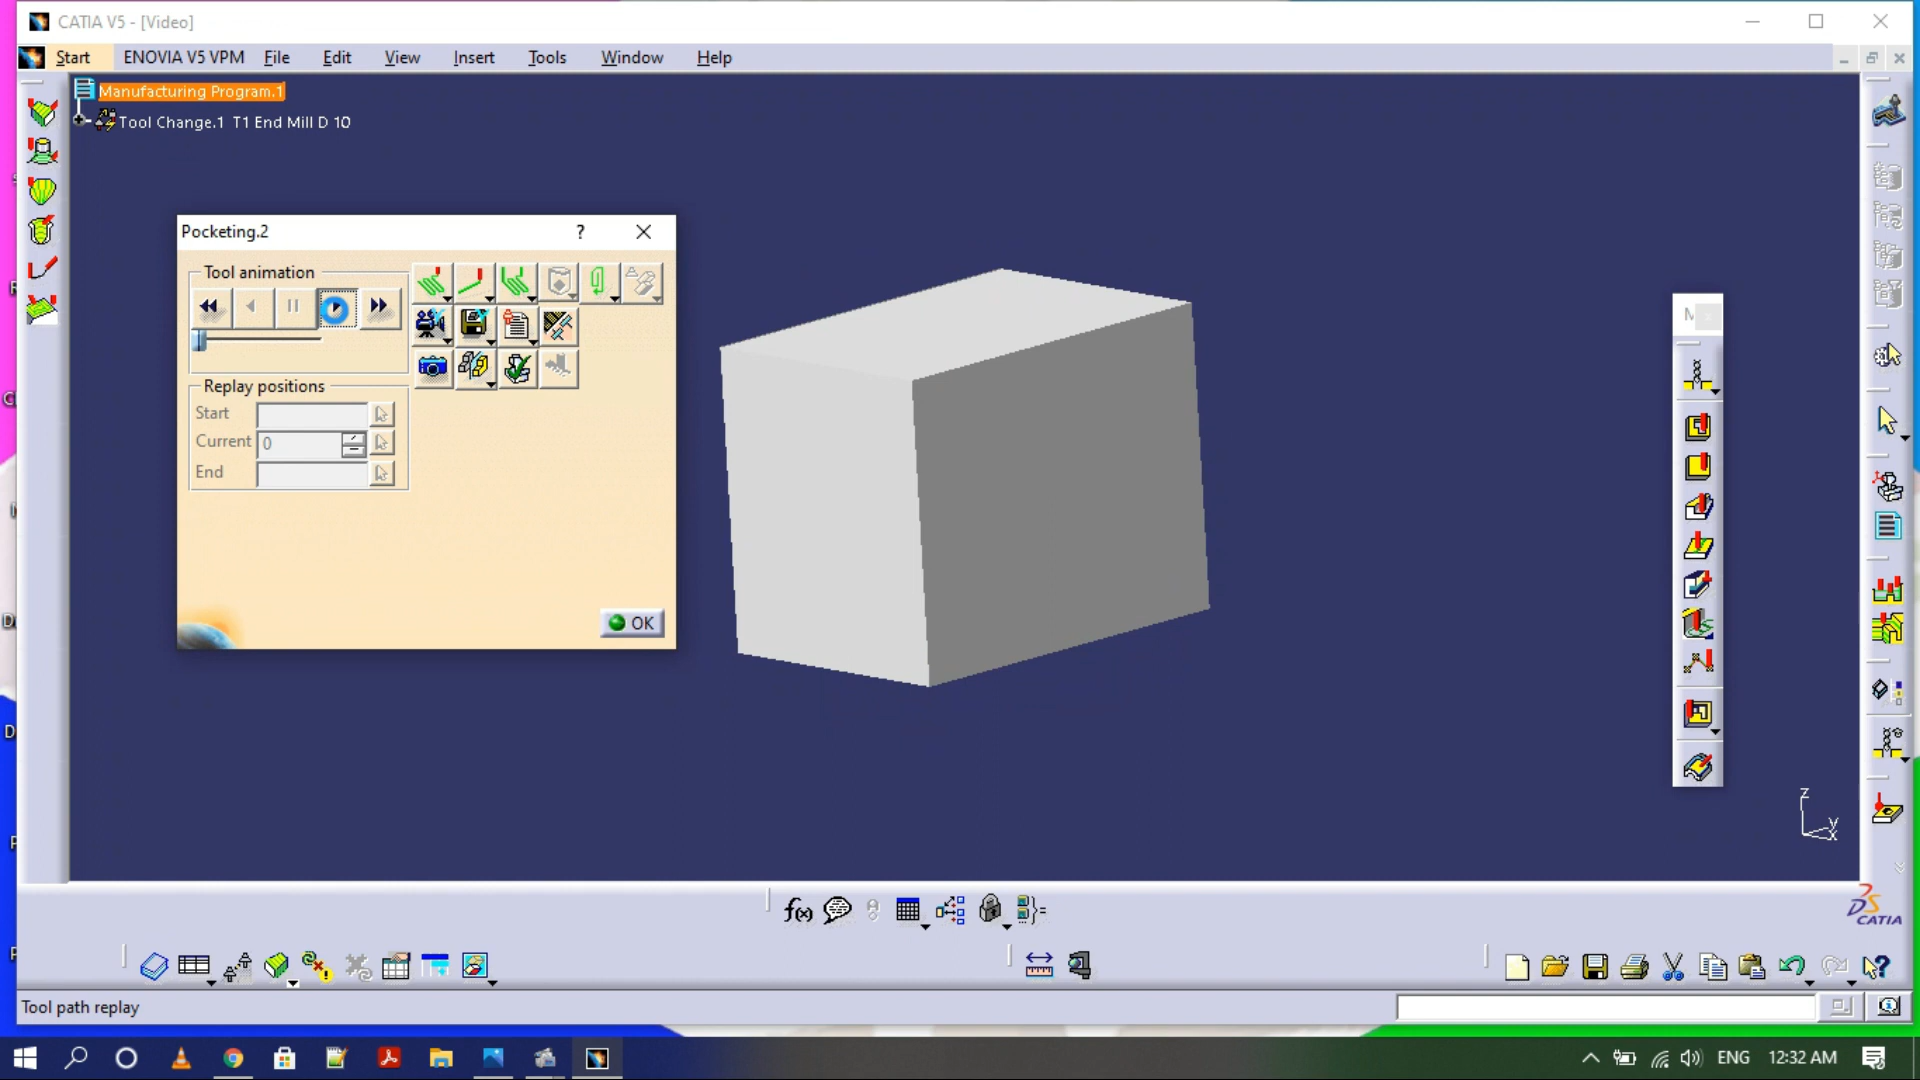 CATIA V5 - [Video]
Start ENOVIA V5 VPM File Edit View Insert Tools Window Help
Manufacturing Program.1
Tool Change.1 T1 End Mill D 10
Pocketing.2 ?
Tool animation
Replay positions
Start
Current 0
End
OK
M
z
y
x
f(x)
DS
CATIA
Tool path replay
ENG 12:32 AM